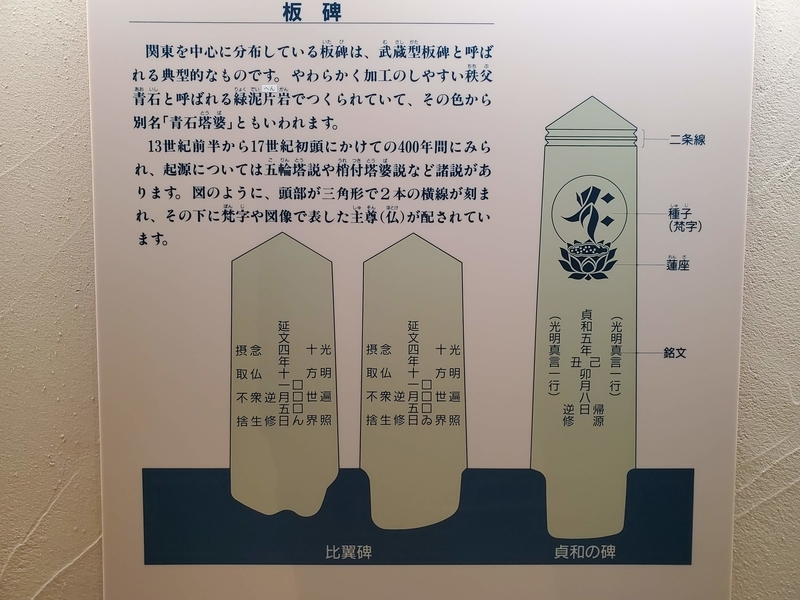 板碑
関東を中心に分布している板碑は、武蔵型板碑と呼ば
れる典型的なものです。やわらかく加工のしやすい秩父
青石と呼ばれる緑泥片岩でつくられていて、その色から
別名「青石塔婆」ともいわれます。
13世紀前半から17世紀初頭にかけての400年間にみら
れ、起源については五輪塔説や梢付塔婆説など諸説があ
ります。図のように、頭部が三角形で2本の横線が刻ま
れ、その下に梵字や図像で表した主尊(仏)が配されてい
ます。
光明遍照
十方世界
□□□ん
延文四年十一月五日
逆修
念仏衆生
摂取不捨
光明遍照
十方世界
□□□ゐ
延文四年十一月五日
逆修
念仏衆生
摂取不捨
(光明真言一行)
帰源
貞和五年己丑卯月八日
逆修
(光明真言一行)
二条線
種子
(梵字)
蓮座
銘文
比翼碑
貞和の碑